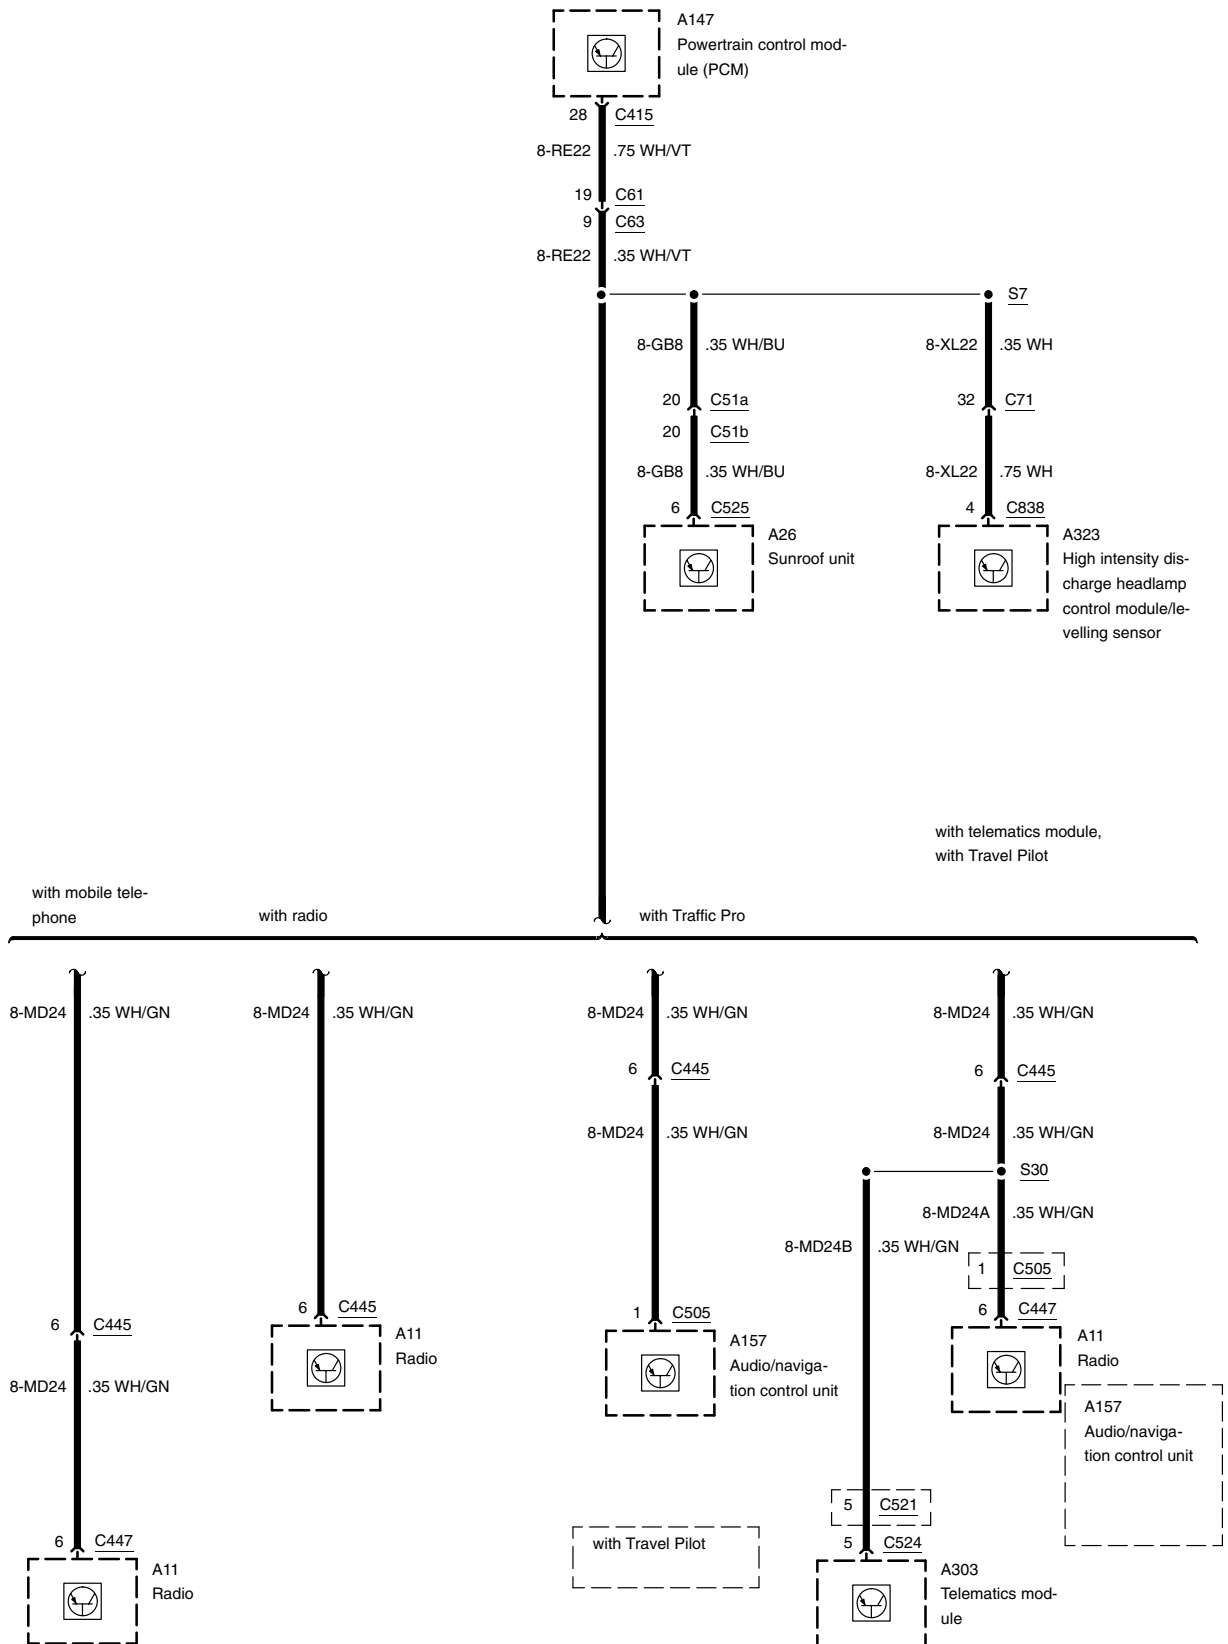 A147
Powertrain control mod-
ule (PCM)
28 C415
8-RE22 .75 WH/VT
19 C61
9 C63
8-RE22 .35 WH/VT
S7
8-GB8 .35 WH/BU
8-XL22 .35 WH
20 C51a
32 C71
20 C51b
8-GB8 .35 WH/BU
8-XL22 .75 WH
6 C525
4 C838
A26
Sunroof unit
A323
High intensity dis-
charge headlamp
control module/le-
velling sensor
with telematics module,
with Travel Pilot
with mobile tele-
phone
with radio
with Traffic Pro
8-MD24 .35 WH/GN
8-MD24 .35 WH/GN
8-MD24 .35 WH/GN
8-MD24 .35 WH/GN
6 C445
6 C445
8-MD24 .35 WH/GN
8-MD24 .35 WH/GN
S30
8-MD24A .35 WH/GN
8-MD24B .35 WH/GN
1 C505
6 C445
6 C445
1 C505
6 C447
A11
Radio
A157
Audio/naviga-
tion control unit
A11
Radio
8-MD24 .35 WH/GN
A157
Audio/naviga-
tion control unit
5 C521
6 C447
with Travel Pilot
5 C524
A11
Radio
A303
Telematics mod-
ule